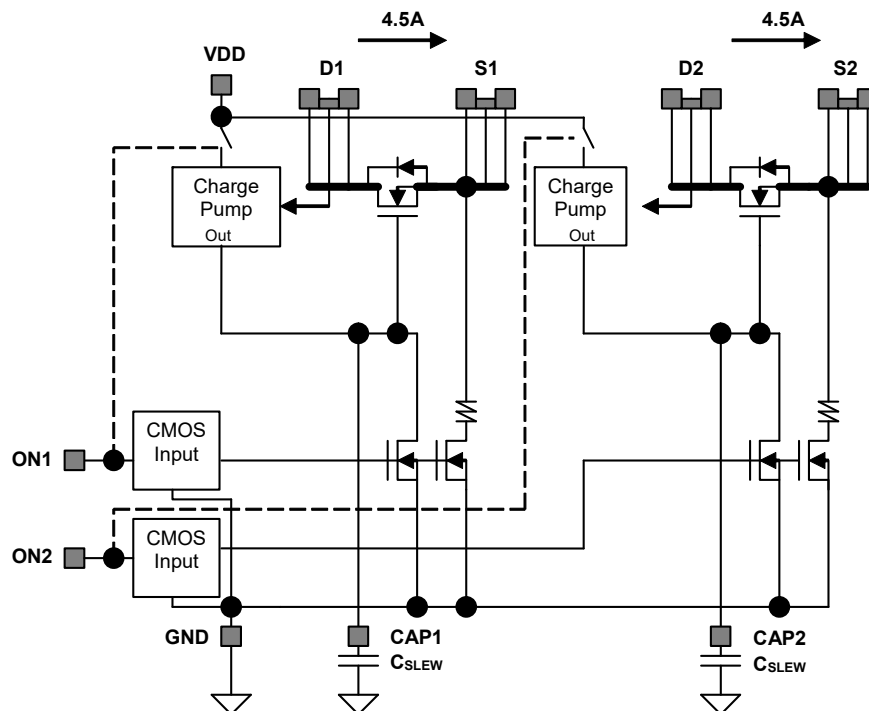 4.5A
4.5A
VDD
D1
S1
D2
S2
Charge
Pump
Out
Charge
Pump
Out
ON1
CMOS
Input
ON2
CMOS
Input
GND
CAP1
CSLEW
CAP2
CSLEW